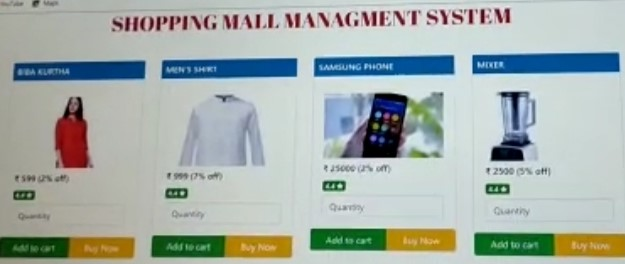 YouTube Maps
SHOPPING MALL MANAGMENT SYSTEM
BIBA KURTHA
₹ 599 (2% off)
4.4 ★
Quantity
Add to cart Buy Now
MEN'S SHIRT
₹ 999 (7% off)
4.4 ★
Quantity
Add to cart Buy Now
SAMSUNG PHONE
₹ 25000 (2% off)
4.4 ★
Quantity
Add to cart Buy Now
MIXER
₹ 2500 (5% off)
4.4 ★
Quantity
Add to cart Buy Now